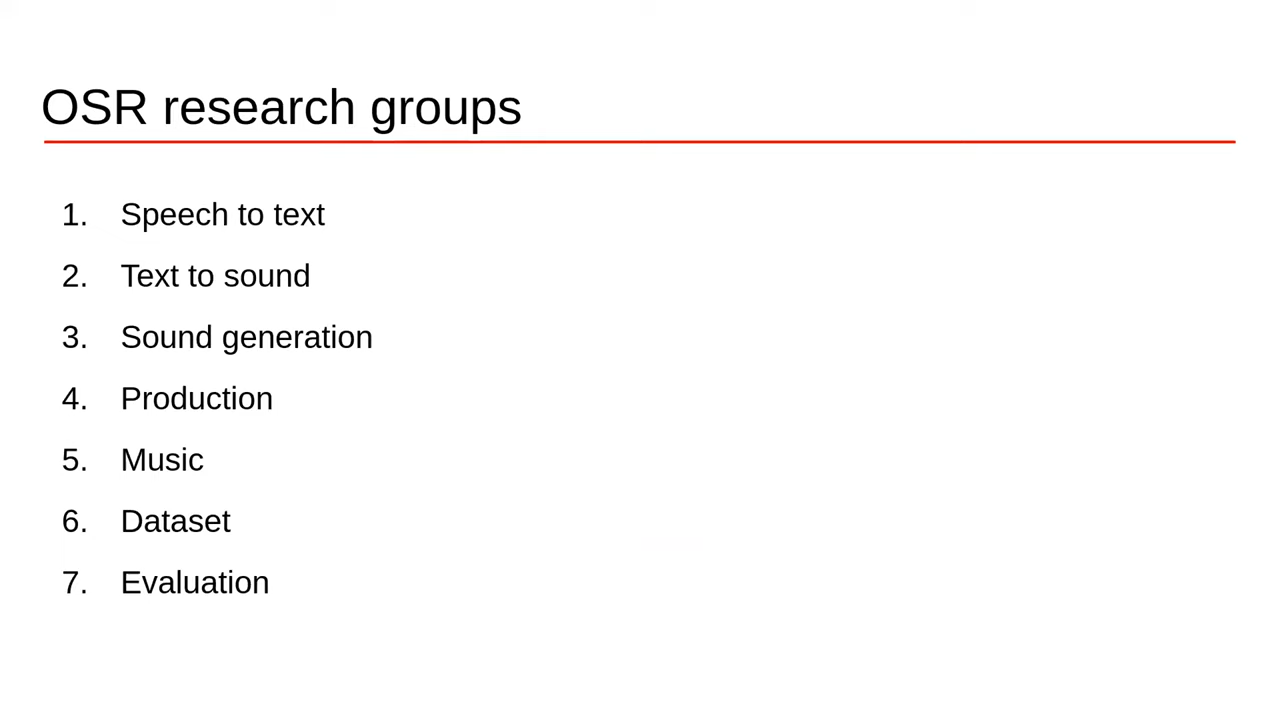 OSR research groups
1. Speech to text
2. Text to sound
3. Sound generation
4. Production
5. Music
6. Dataset
7. Evaluation